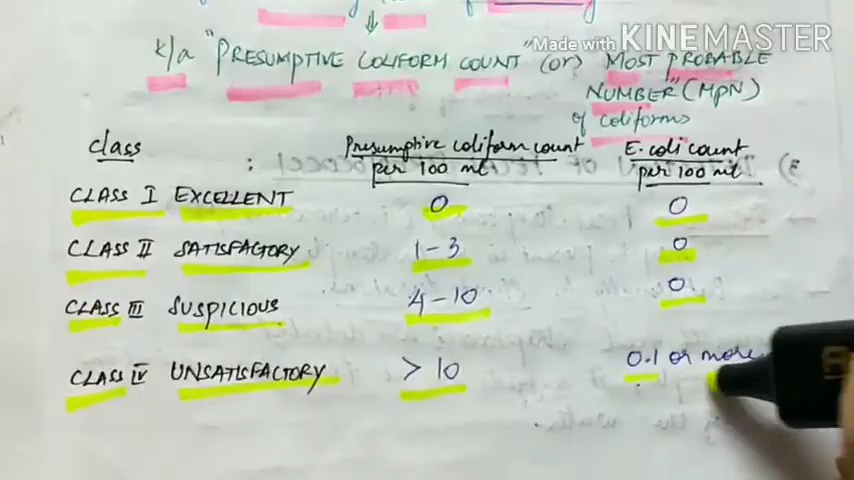 Made with KINEMASTER
k/a "PRESUMPTIVE COLIFORM COUNT (or) MOST PROBABLE
NUMBER" (MPN)
of coliforms
class Presumptive coliform count E. coli count
per 100 ml per 100 ml
CLASS I EXCELLENT 0 0
CLASS II SATISFACTORY 1-3 0
CLASS III SUSPICIOUS 4-10 0
CLASS IV UNSATISFACTORY > 10 0.1 or more